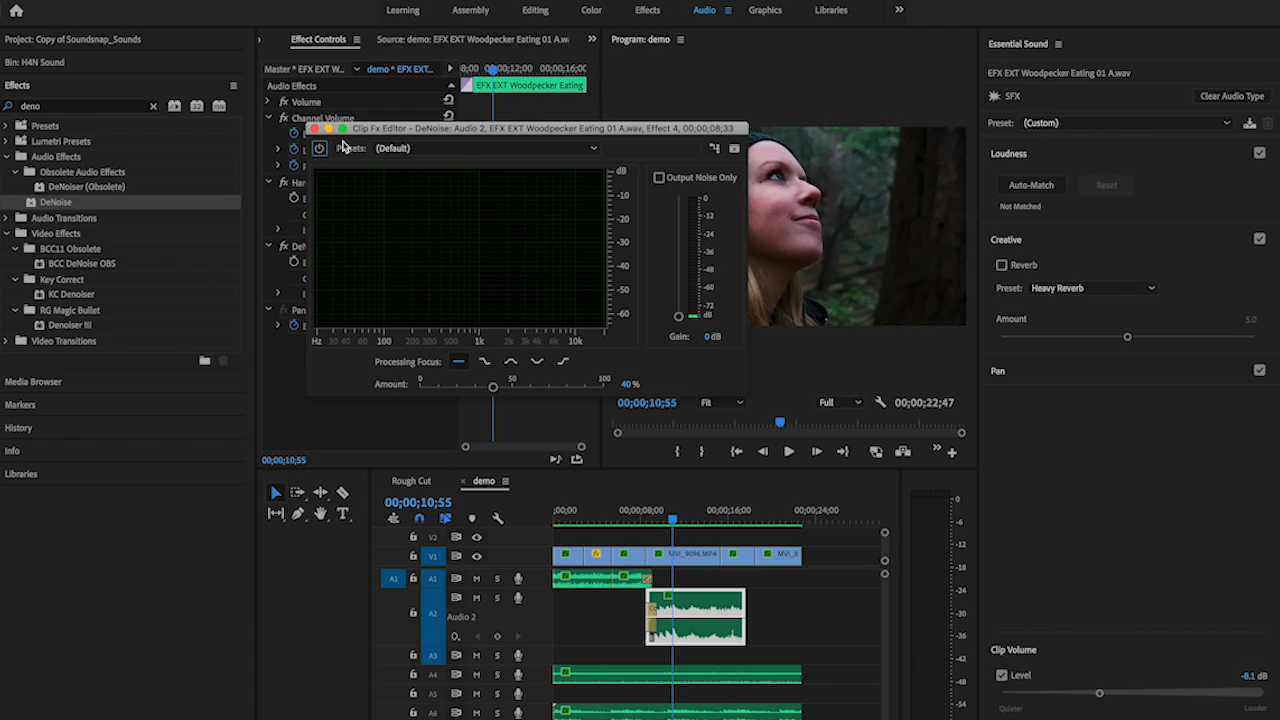 Learning Assembly Editing Color Effects Audio Graphics Libraries
Project: Copy of Soundsnap_Sounds
Bin: H4N Sound
Effects
deno
Presets
Lumetri Presets
Audio Effects
Obsolete Audio Effects
DeNoiser (Obsolete)
DeNoise
Audio Transitions
Video Effects
BCC11 Obsolete
BCC DeNoise OBS
Key Correct
KC Denoiser
RG Magic Bullet
Denoiser III
Video Transitions
Media Browser
Markers
History
Info
Libraries
Effect Controls Source: demo: EFX EXT Woodpecker Eating 01 A.wa
Master * EFX EXT W... demo * EFX EXT... 08;00 00;00;12;00 00;00;16;00
Audio Effects EFX EXT Woodpecker Eating
fx Volume
fx Channel Volume
Clip Fx Editor - DeNoise: Audio 2, EFX EXT Woodpecker Eating 01 A.wav, Effect 4, 00;00;08;33
Presets: (Default)
dB
-10
-20
-30
-40
-50
-60
Hz 30 40 60 100 200 300 1k 2k 3k 4k 6k 10k
Output Noise Only
0
-12
-24
-36
-48
-60
-72
dB
Gain: 0 dB
Processing Focus:
Amount: 0 50 100 40 %
00;00;10;55
Program: demo
00;00;10;55 Fit Full 00;00;22;47
Essential Sound
EFX EXT Woodpecker Eating 01 A.wav
SFX Clear Audio Type
Preset: (Custom)
Loudness
Auto-Match Reset
Not Matched
Creative
Reverb
Preset: Heavy Reverb
Amount 5.0
Pan
Clip Volume
Level -8.1 dB
Quieter Louder
Rough Cut demo
00;00;10;55
;00;00 00;00;08;00 00;00;16;00 00;00;24;00
V2
V1 fx MVI_9096.MP4 MVI_8
A1 A1 M S
A2 M S
Audio 2
A3 M S
A4 M S
A5 M S
A6 M S
0
-6
-12
-18
-24
-30
-36
-42
-48
-54